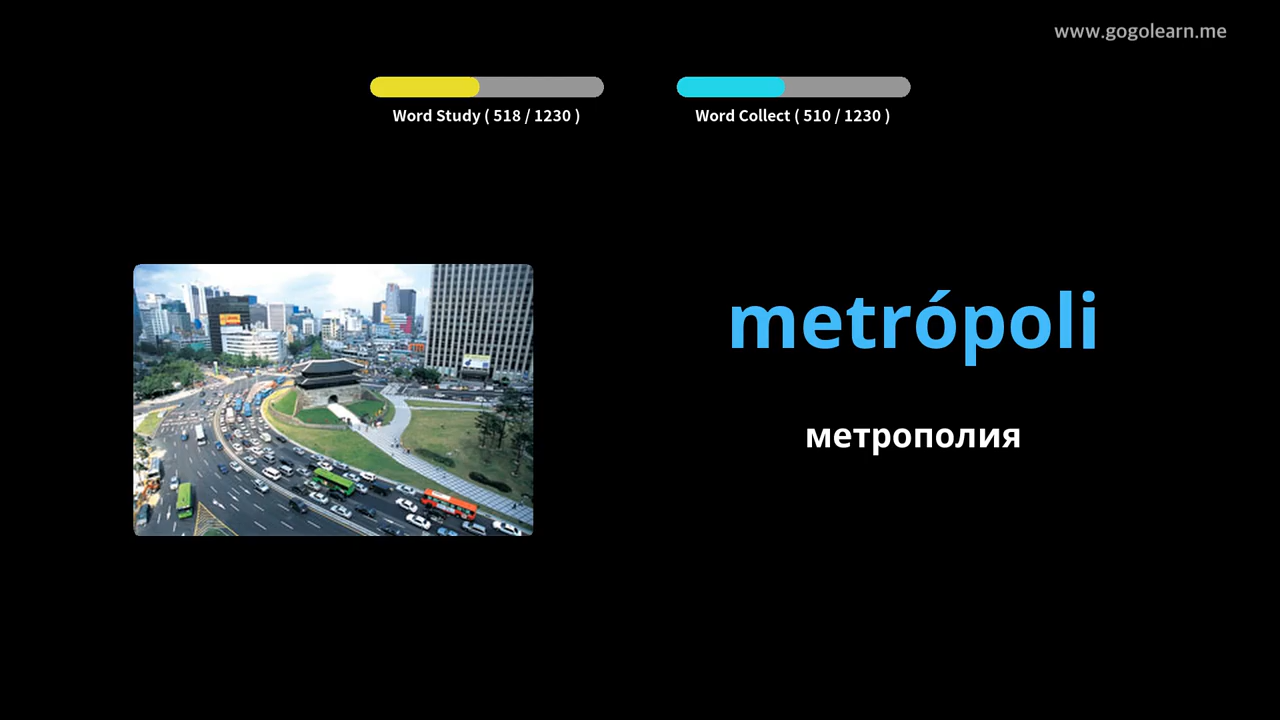 www.gogolearn.me
Word Study ( 518 / 1230 )
Word Collect ( 510 / 1230 )
metrópoli
метрополия